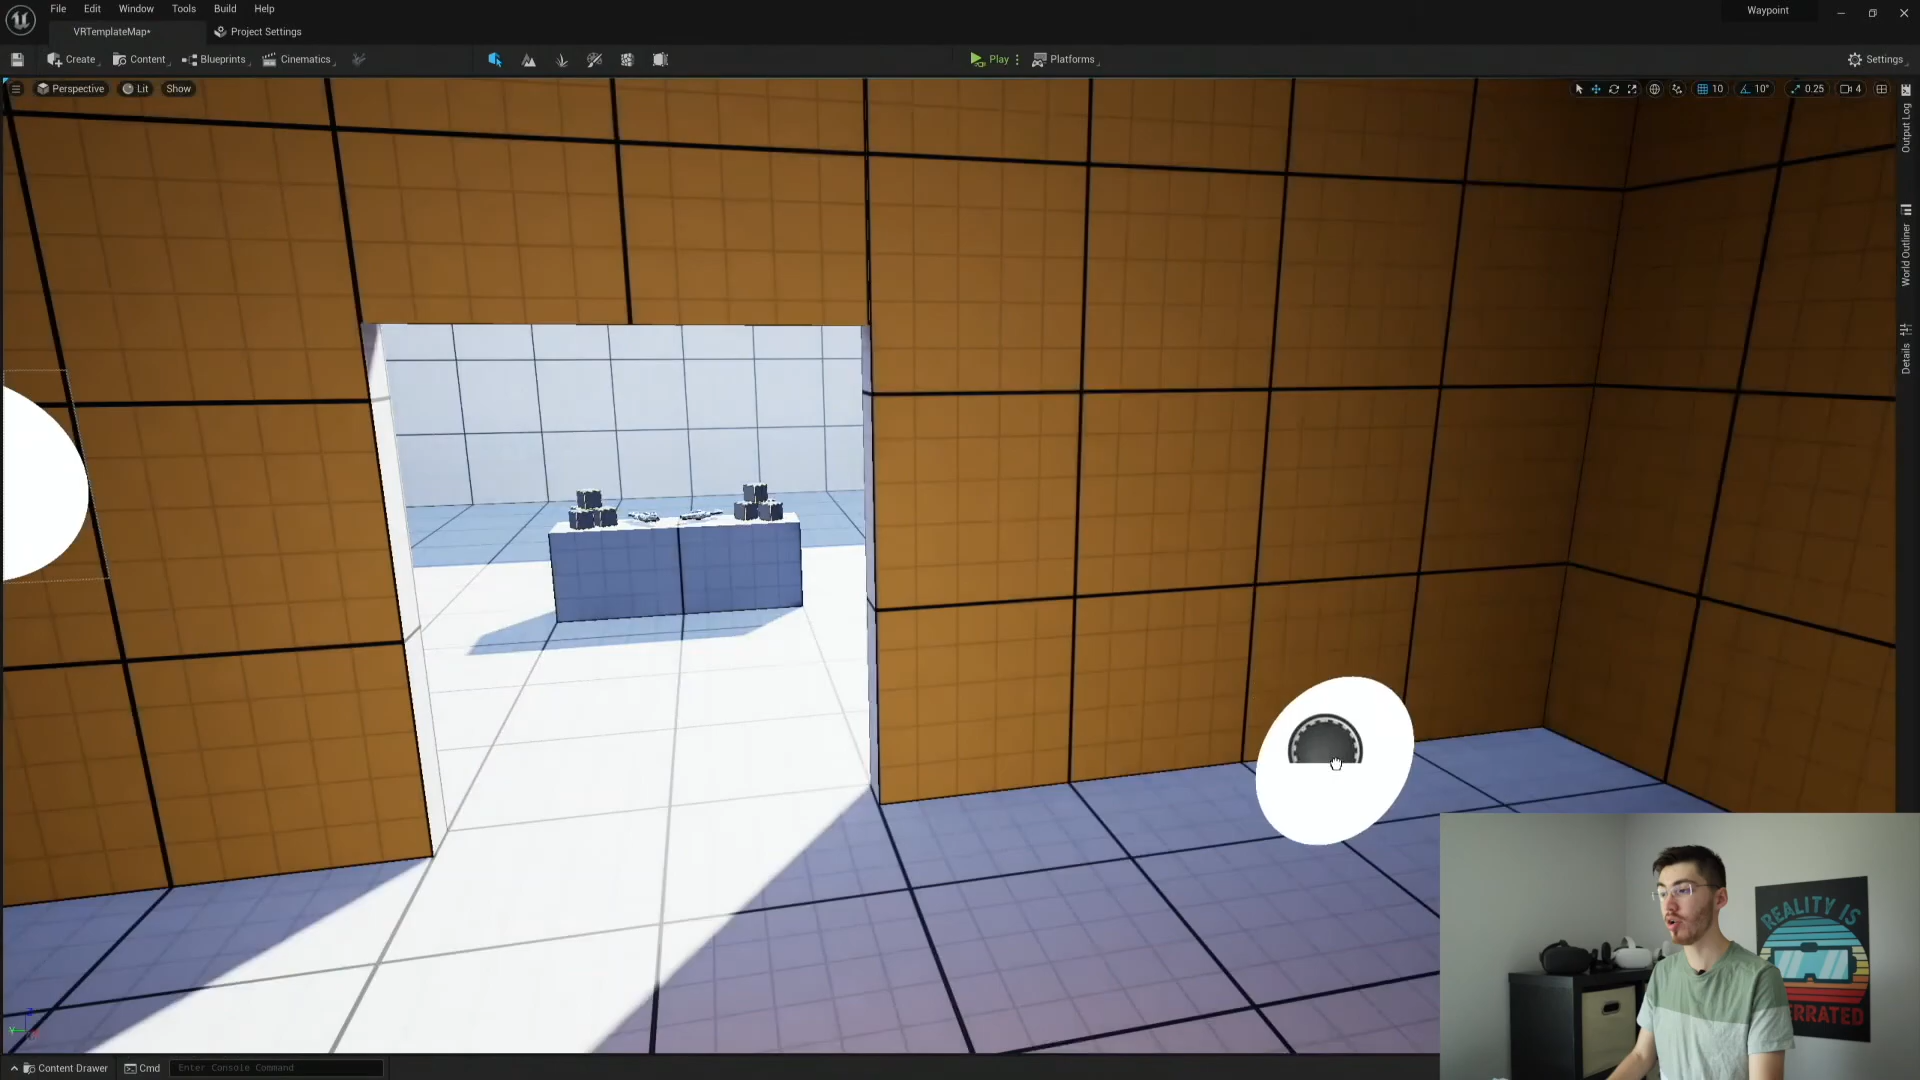 File Edit Window Tools Build Help
Waypoint
VRTemplateMap*
Project Settings
Create
Content
Blueprints
Cinematics
Play
Platforms
Settings
Perspective
Lit
Show
10
10°
0.25
4
Output Log
World Outliner
Details
REALITY IS
ERRATED
Content Drawer
Cmd
Enter Console Command